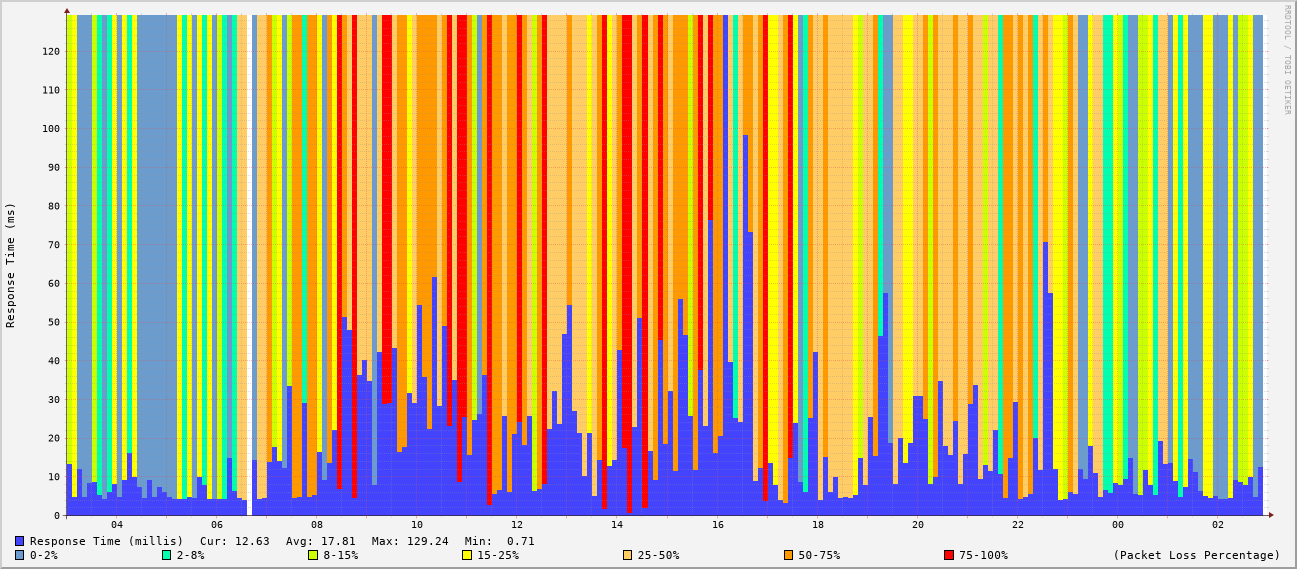 RRDTOOL / TOBI OETIKER
Response Time (ms)
120
110
100
90
80
70
60
50
40
30
20
10
0
04 06 08 10 12 14 16 18 20 22 00 02
Response Time (millis) Cur: 12.63 Avg: 17.81 Max: 129.24 Min: 0.71
0-2% 2-8% 8-15% 15-25% 25-50% 50-75% 75-100% (Packet Loss Percentage)